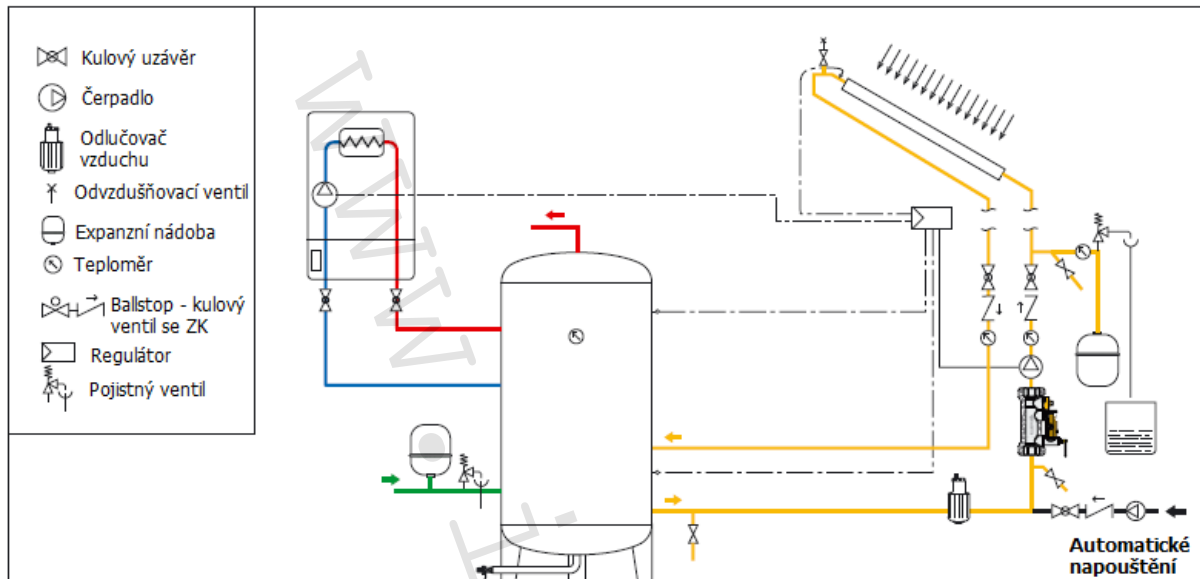 Kulový uzávěr
Čerpadlo
Odlučovač
vzduchu
Odvzdušňovací ventil
Expanzní nádoba
Teploměr
Ballstop - kulový
ventil se ZK
Regulátor
Pojistný ventil
Automatické
napouštění